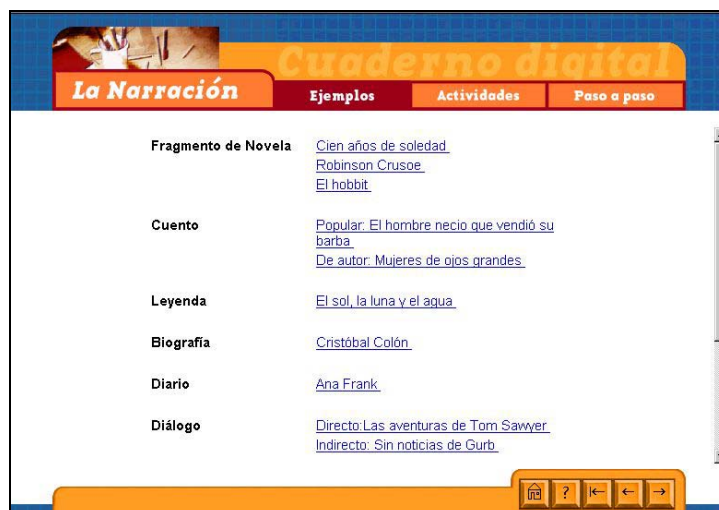 Cuaderno digital
La Narración
Ejemplos Actividades Paso a paso
Fragmento de Novela Cien años de soledad
Robinson Crusoe
El hobbit
Cuento Popular: El hombre necio que vendió su
barba
De autor: Mujeres de ojos grandes
Leyenda El sol, la luna y el agua
Biografía Cristóbal Colón
Diario Ana Frank
Diálogo Directo:Las aventuras de Tom Sawyer
Indirecto: Sin noticias de Gurb
?